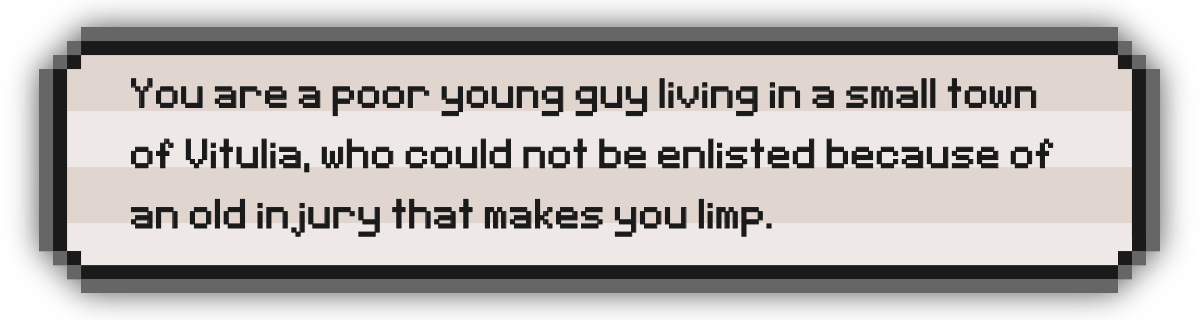 You are a poor young guy living in a small town
of Vitulia, who could not be enlisted because of
an old injury that makes you limp.